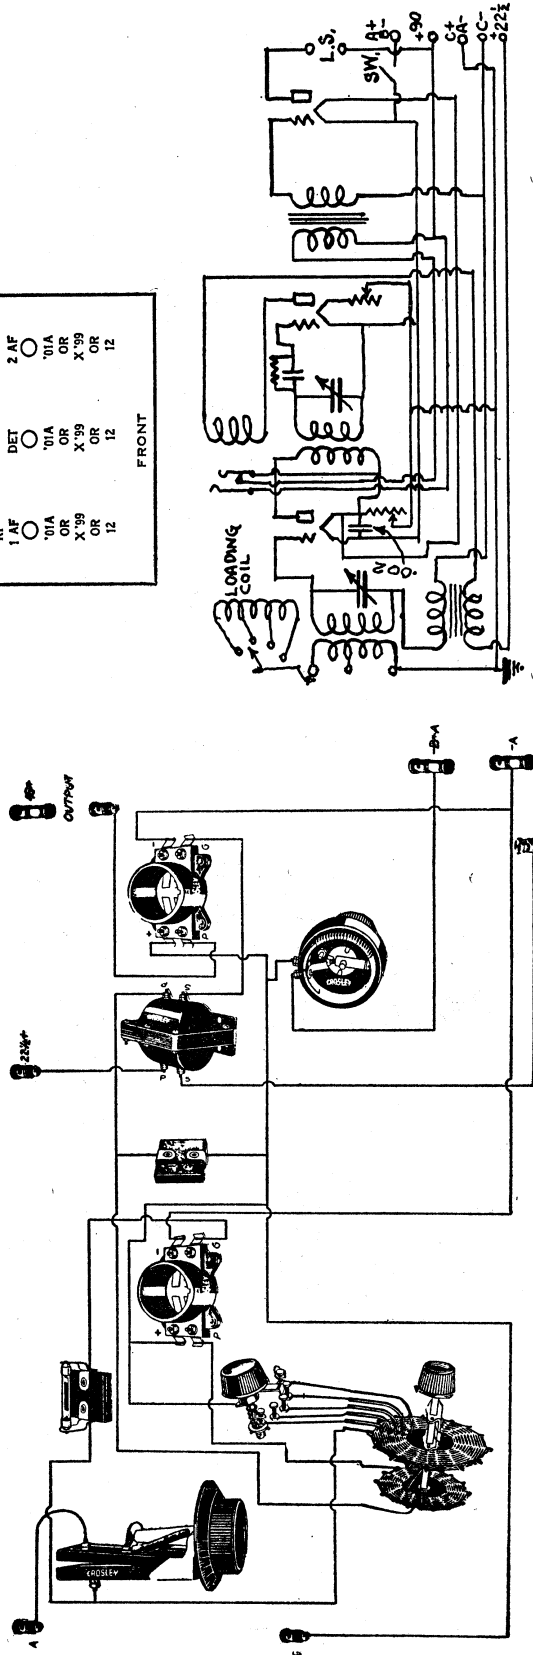 1 AF
'01A
OR
X'99
OR
12
DET
'01A
OR
X'99
OR
12
2 AF
'01A
OR
X'99
OR
12
FRONT
LOADING
COIL
L.S.
SW.
A+
B-
+90
C+
A-
C-
+22½
OUTPUT
22½+
-B+A
-A
CROSLEY
CROSLEY
CROSLEY
+
-
P
G
P
G
P
S
+
-
P
G
A
G